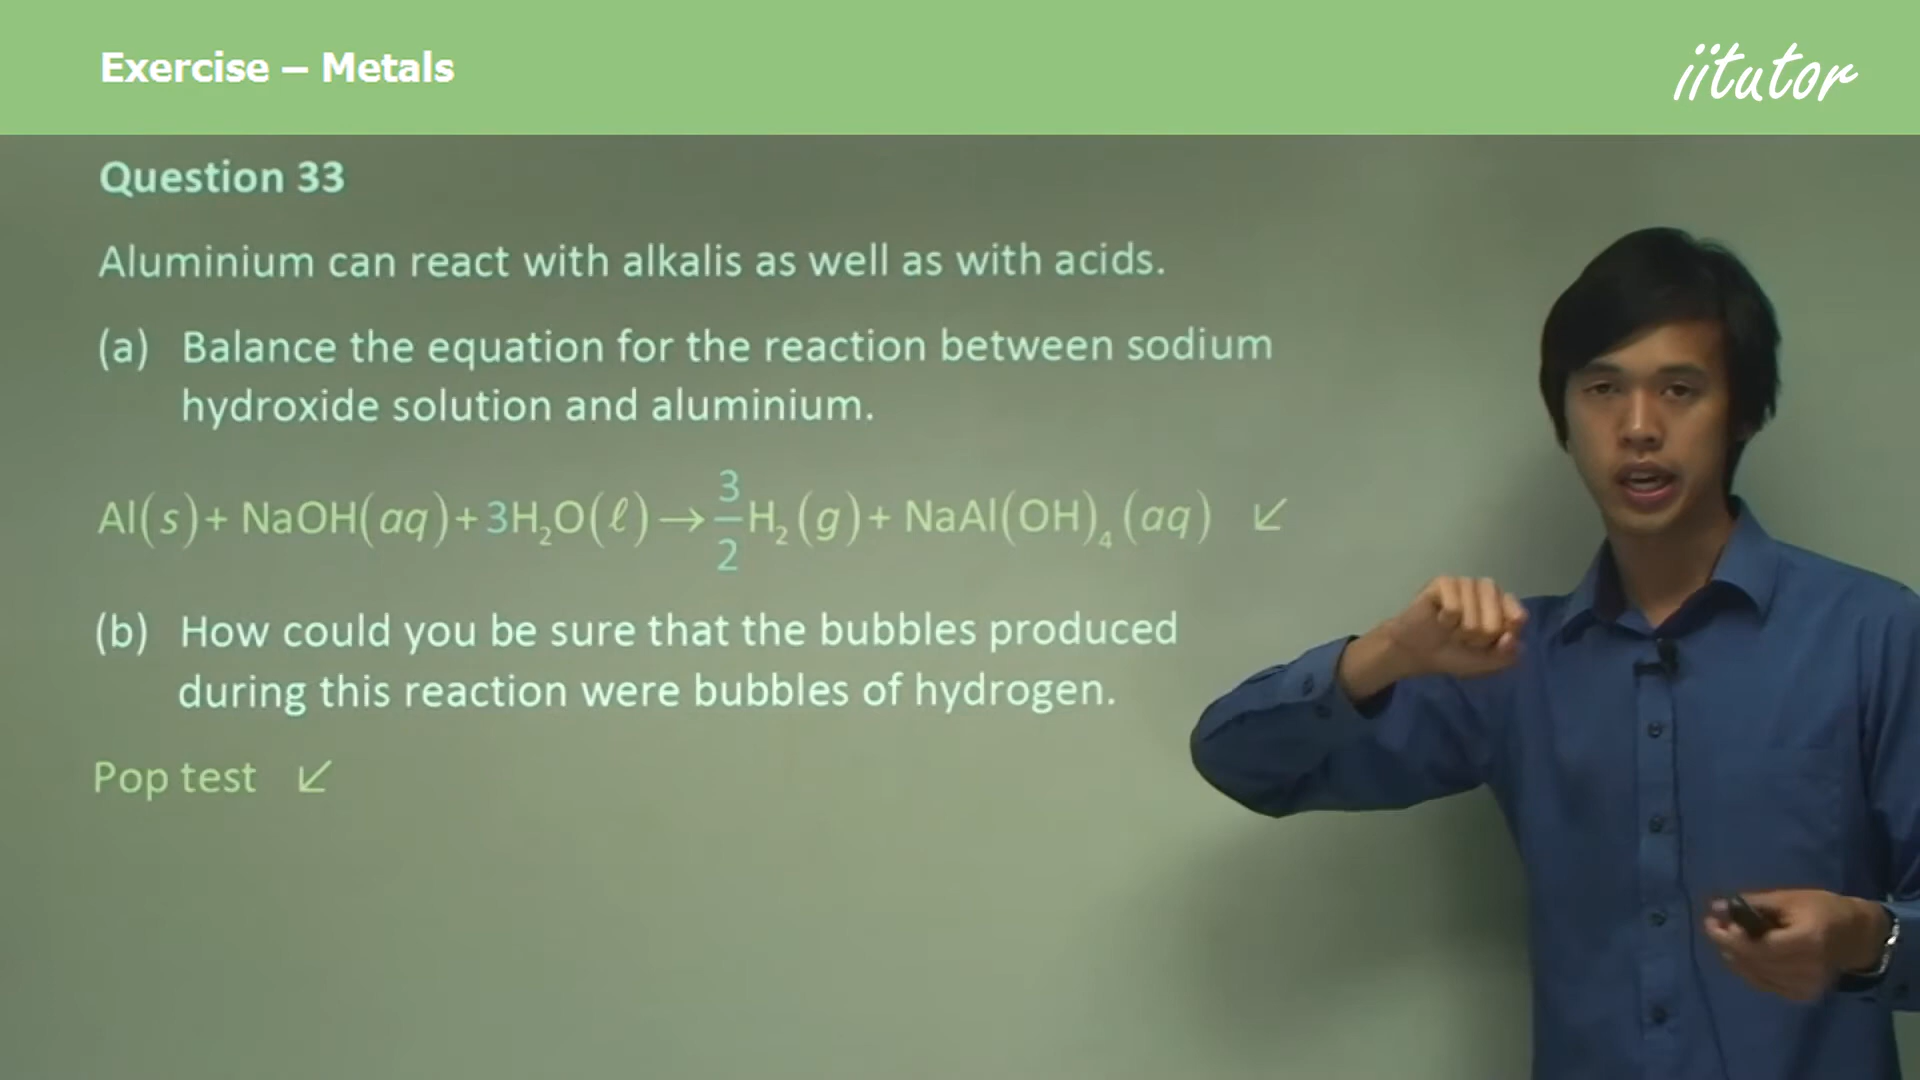 Exercise – Metals
iitutor
Question 33
Aluminium can react with alkalis as well as with acids.
(a) Balance the equation for the reaction between sodium
hydroxide solution and aluminium.
Al(s)+ NaOH(aq)+3H₂O(ℓ)→3/2H₂(g)+ NaAl(OH)₄(aq) ↙
(b) How could you be sure that the bubbles produced
during this reaction were bubbles of hydrogen.
Pop test ↙